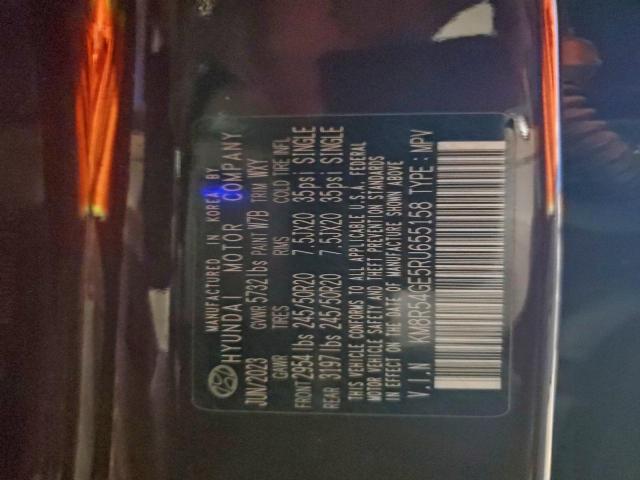 MANUFACTURED IN KOREA BY
HYUNDAI MOTOR COMPANY
JUN/2023 GVWR 5732 lbs PAINT W7B TRIM WXY
GAWR TIRES RIMS COLD TIRE INFL
FRONT 2954 lbs 245/50R20 7.5JX20 35psi SINGLE
REAR 3197 lbs 245/50R20 7.5JX20 35psi SINGLE
THIS VEHICLE CONFORMS TO ALL APPLICABLE U.S.A. FEDERAL
MOTOR VEHICLE SAFETY AND THEFT PREVENTION STANDARDS
IN EFFECT ON THE DATE OF MANUFACTURE SHOWN ABOVE
V.I.N KM8R54GE5RU655158 TYPE : MPV